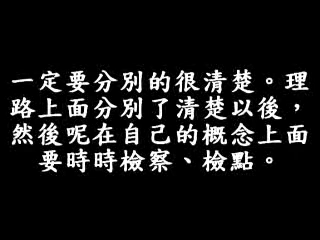 一定要分別的很清楚。理
路上面分別了清楚以後，
然後呢在自己的概念上面
要時時檢察、檢點。